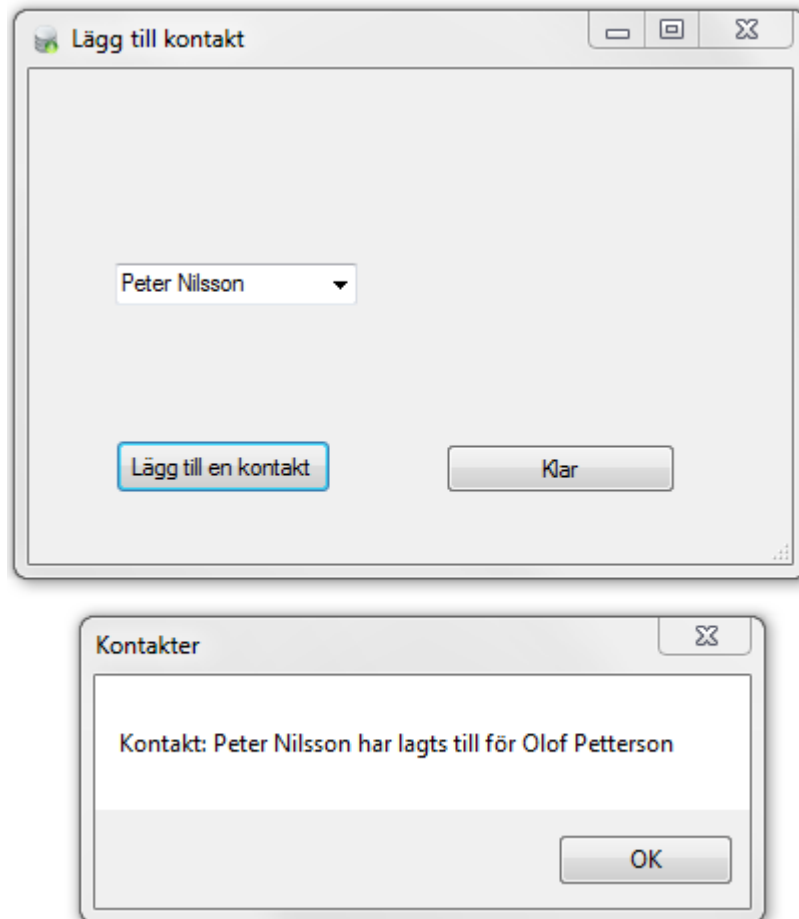 Lägg till kontakt
Peter Nilsson
Lägg till en kontakt
Klar
Kontakter
Kontakt: Peter Nilsson har lagts till för Olof Petterson
OK